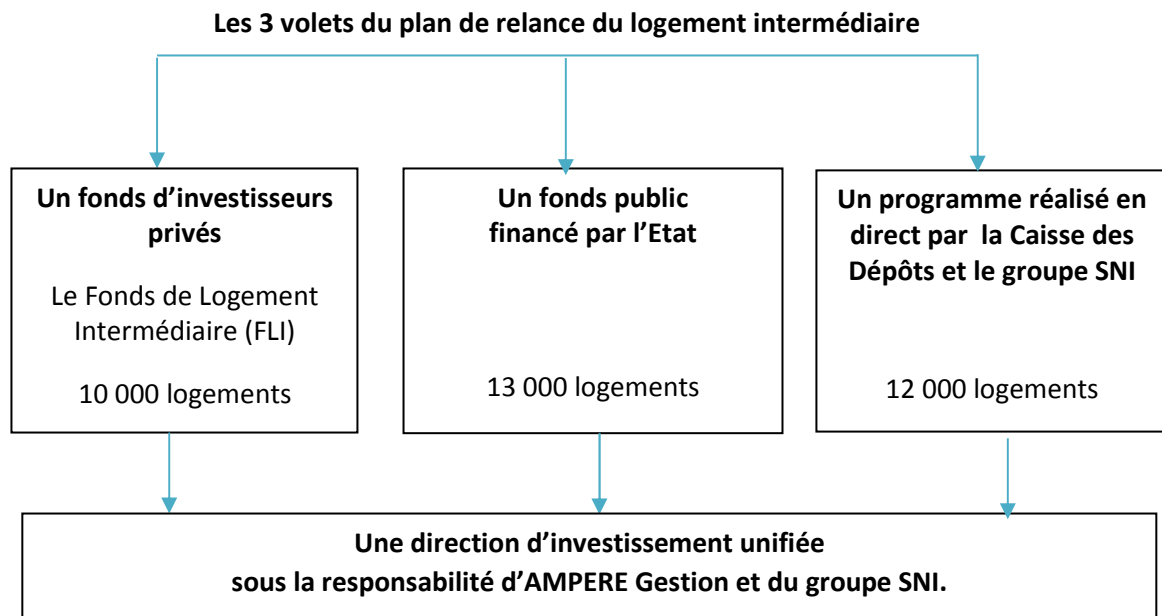 Les 3 volets du plan de relance du logement intermédiaire
Un fonds d’investisseurs
privés
Le Fonds de Logement
Intermédiaire (FLI)
10 000 logements
Un fonds public
financé par l’Etat
13 000 logements
Un programme réalisé en
direct par la Caisse des
Dépôts et le groupe SNI
12 000 logements
Une direction d’investissement unifiée
sous la responsabilité d’AMPERE Gestion et du groupe SNI.